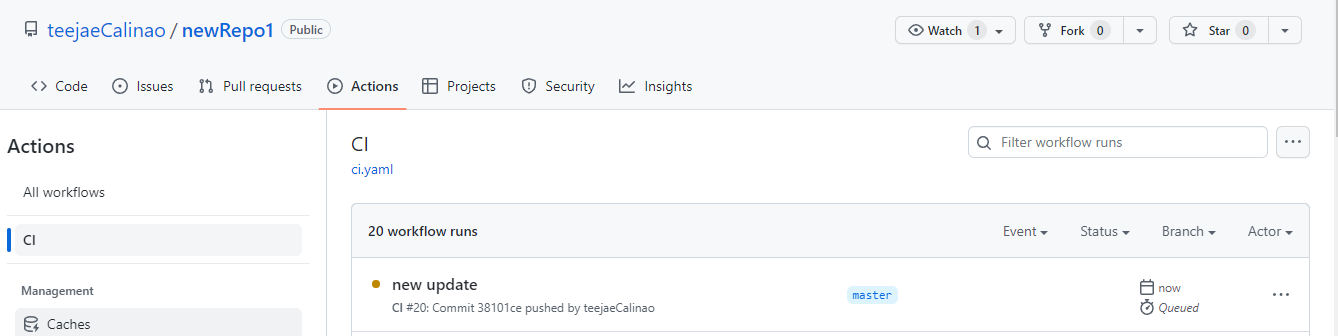 teejaeCalinao / newRepo1 Public Watch 1 Fork 0 Star 0
Code Issues Pull requests Actions Projects Security Insights
Actions
All workflows
CI
Management
Caches
CI
ci.yaml
Filter workflow runs
20 workflow runs Event Status Branch Actor
new update
CI #20: Commit 38101ce pushed by teejaeCalinao
master
now
Queued